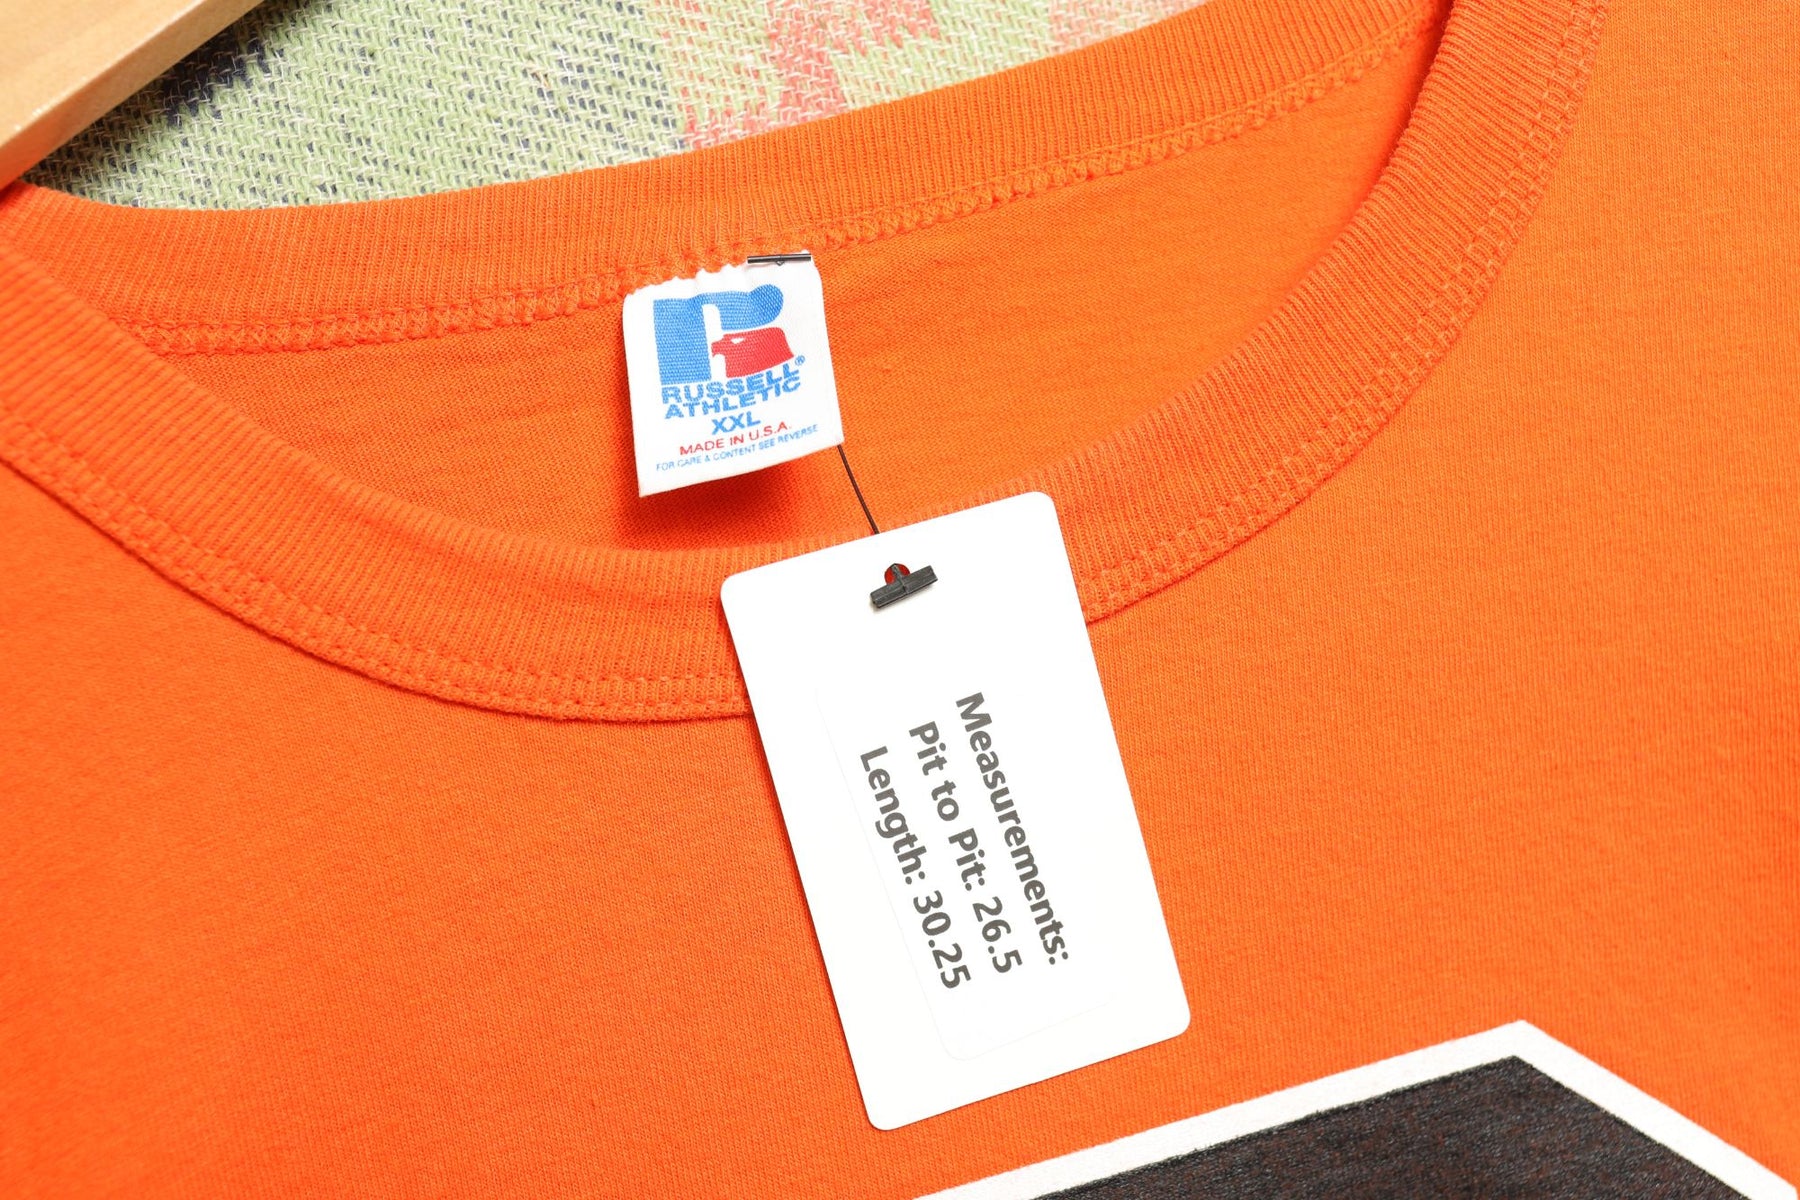 RUSSELL®
ATHLETIC
XXL
MADE IN U.S.A.
FOR CARE & CONTENT SEE REVERSE
Measurements:
Pit to Pit: 26.5
Length: 30.25